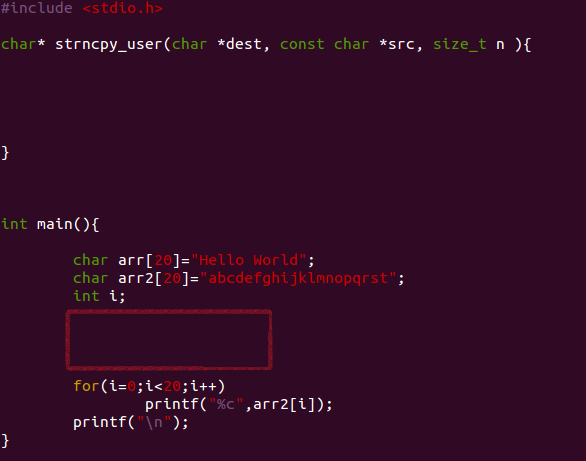 #include <stdio.h>
char* strncpy_user(char *dest, const char *src, size_t n ){
}
int main(){
char arr[20]="Hello World";
char arr2[20]="abcdefghijklmnopqrst";
int i;
for(i=0;i<20;i++)
printf("%c",arr2[i]);
printf("\n");
}